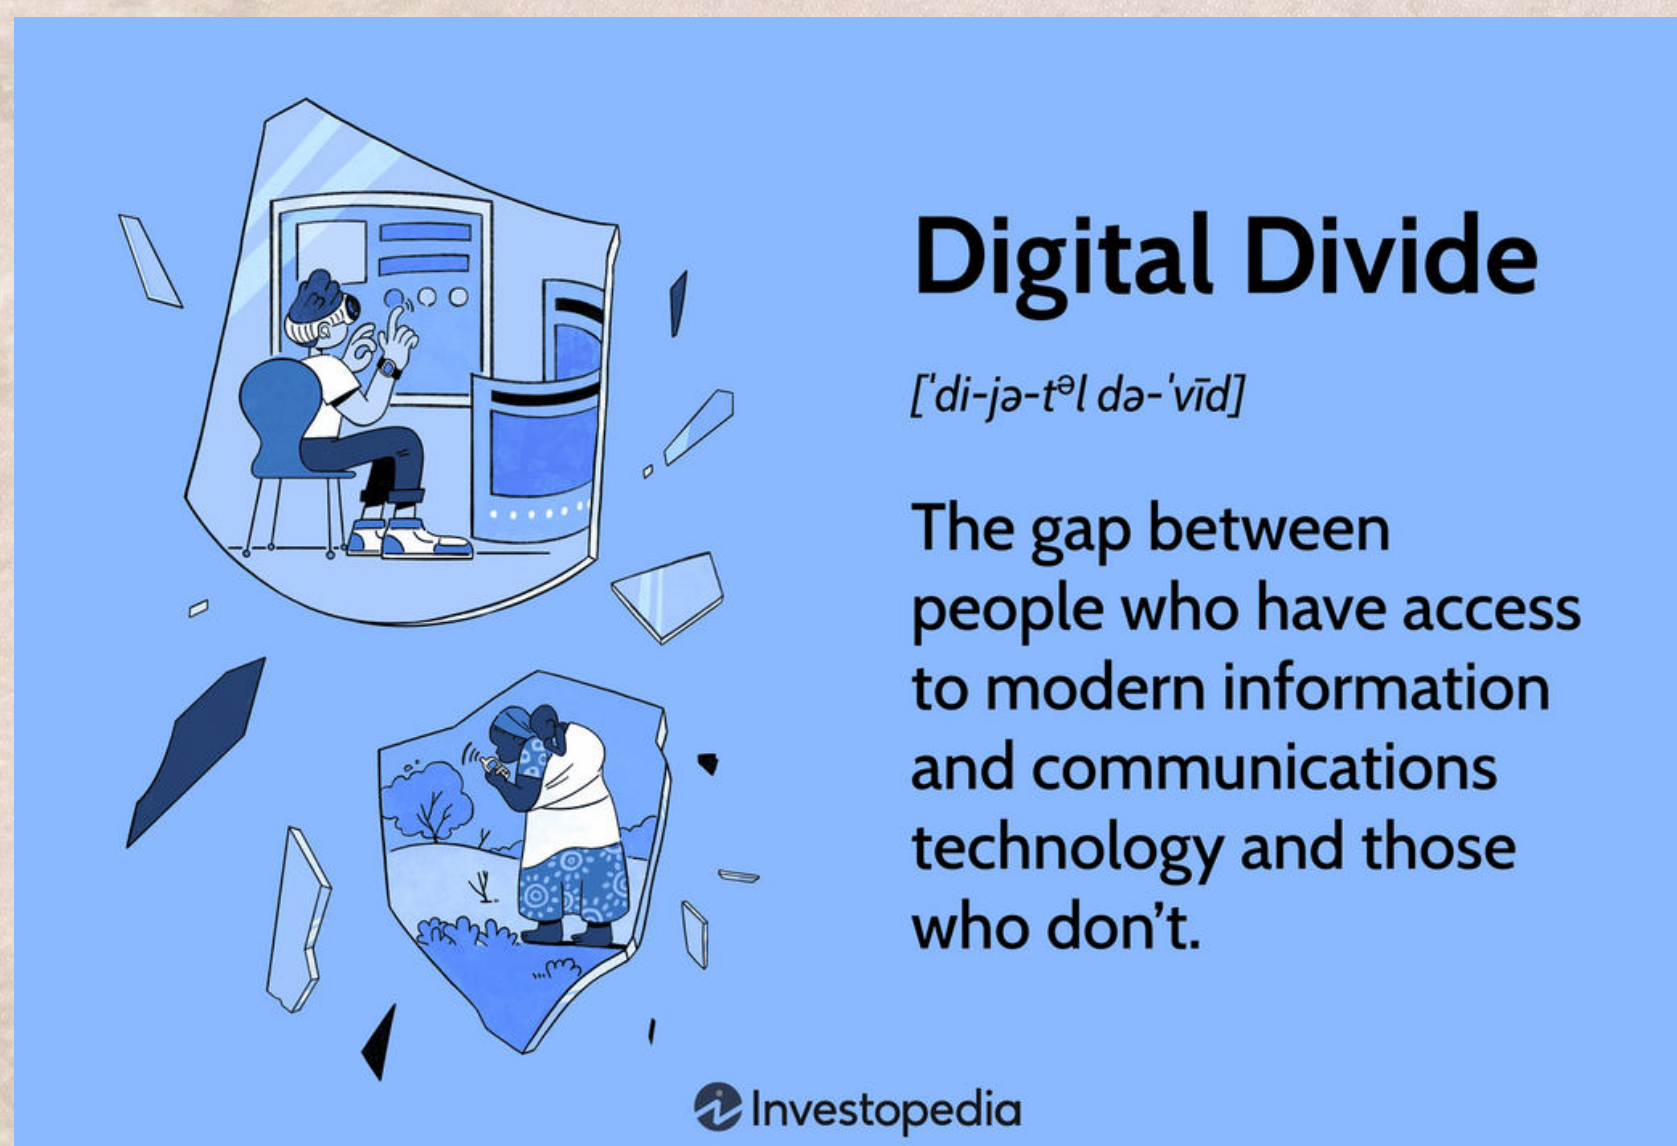 Digital Divide
[ˈdi-jə-tᵊl də-ˈvīd]
The gap between
people who have access
to modern information
and communications
technology and those
who don’t.
Investopedia